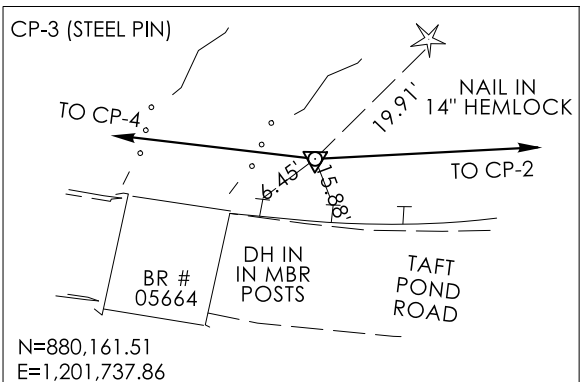 CP-3 (STEEL PIN)
NAIL IN
14" HEMLOCK
19.91'
TO CP-4
TO CP-2
6.45'
15.88'
DH IN
IN MBR
POSTS
BR #
05664
TAFT
POND
ROAD
N=880,161.51
E=1,201,737.86